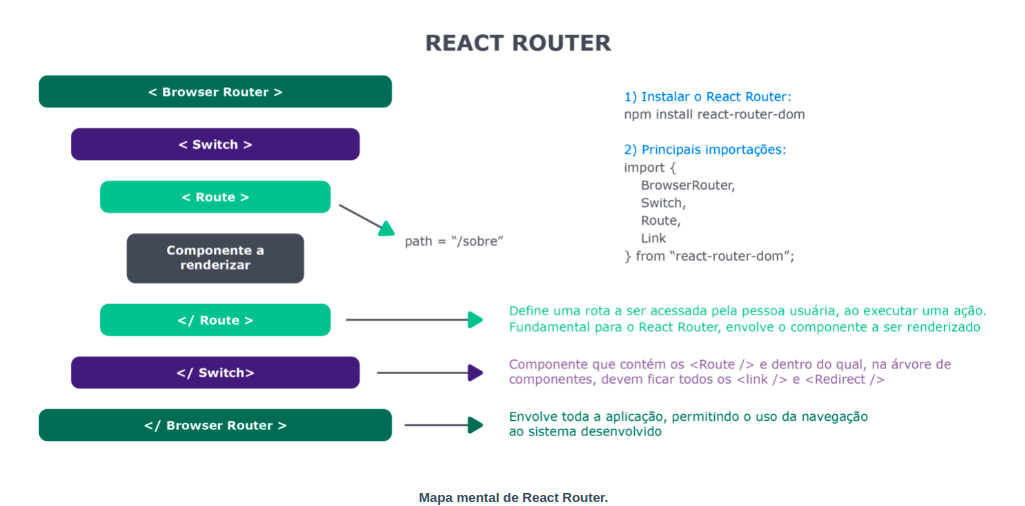 REACT ROUTER
< Browser Router >
< Switch >
< Route >
Componente a
renderizar
</ Route >
</ Switch>
</ Browser Router >
path = “/sobre”
1) Instalar o React Router:
npm install react-router-dom
2) Principais importações:
import {
BrowserRouter,
Switch,
Route,
Link
} from “react-router-dom”;
Define uma rota a ser acessada pela pessoa usuária, ao executar uma ação.
Fundamental para o React Router, envolve o componente a ser renderizado
Componente que contém os <Route /> e dentro do qual, na árvore de
componentes, devem ficar todos os <link /> e <Redirect />
Envolve toda a aplicação, permitindo o uso da navegação
ao sistema desenvolvido
Mapa mental de React Router.